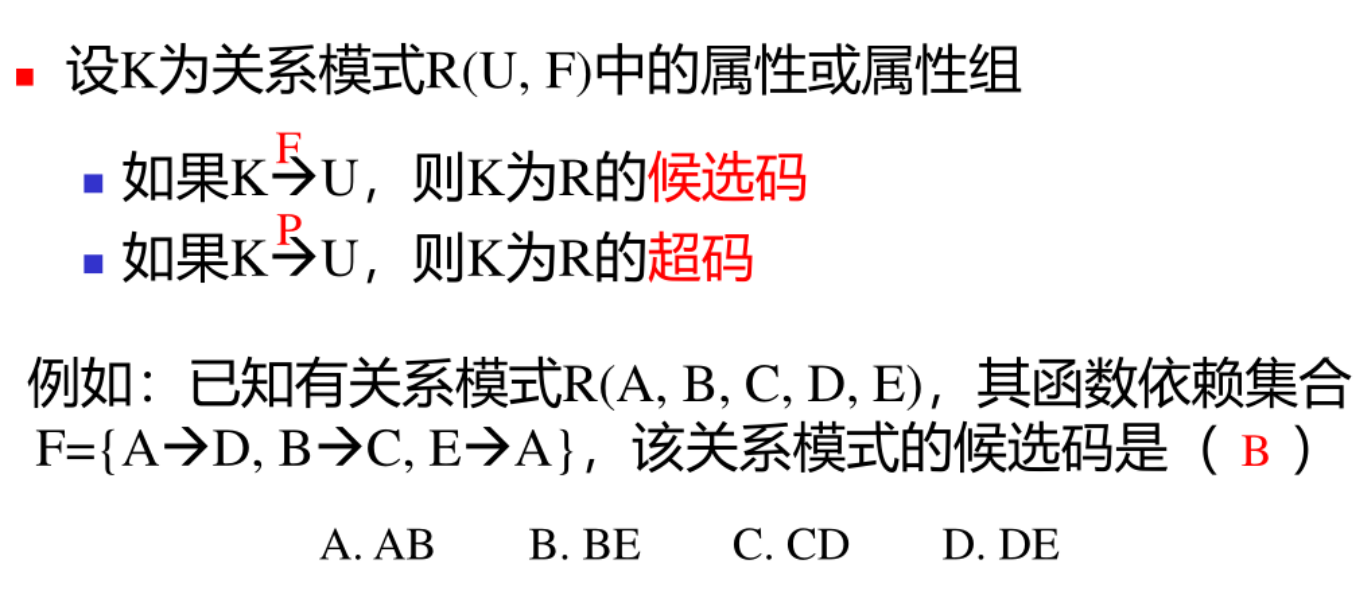 设K为关系模式R(U, F)中的属性或属性组
如果K F→ U，则K为R的候选码
如果K P→ U，则K为R的超码
例如：已知有关系模式R(A, B, C, D, E)，其函数依赖集合
F={A→D, B→C, E→A}，该关系模式的候选码是（ B ）
A. AB B. BE C. CD D. DE